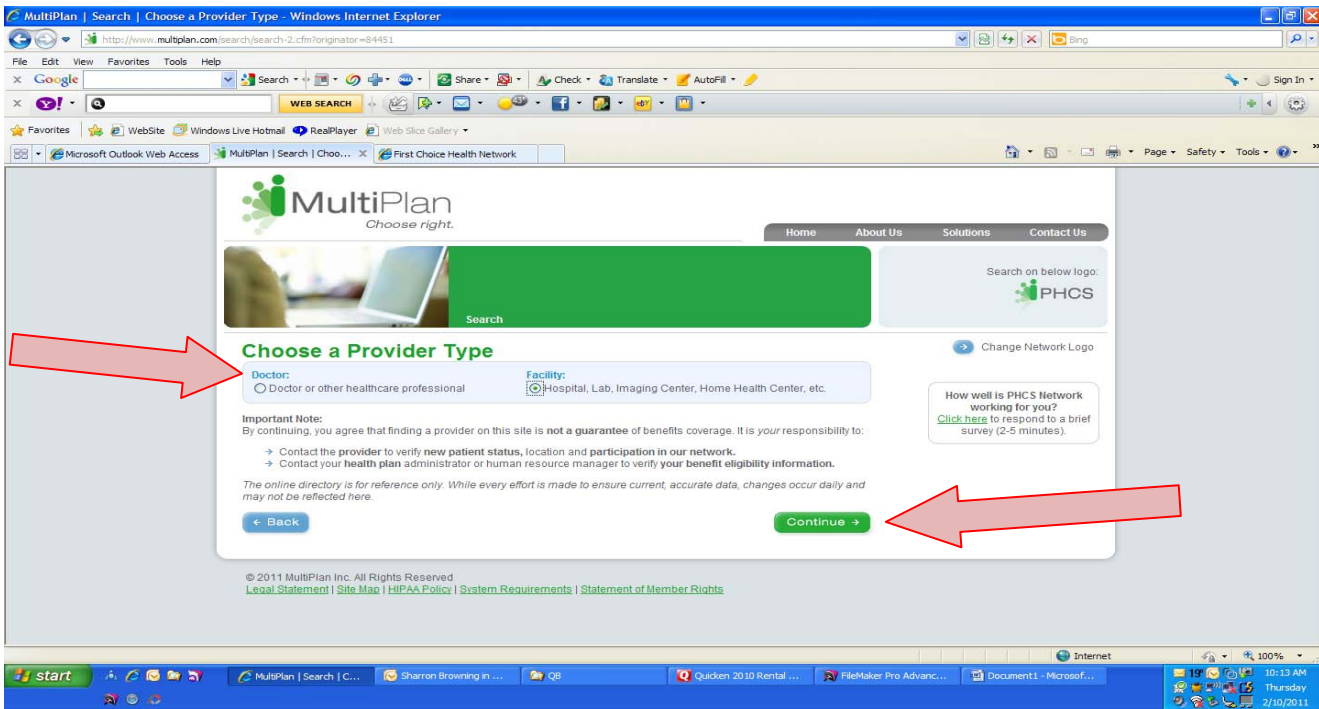 MultiPlan | Search | Choose a Provider Type - Windows Internet Explorer
http://www.multiplan.com/search/search-2.cfm?originator=84451
Bing
File Edit View Favorites Tools Help
x Google Search Share Check Translate AutoFill Sign In
x Y! WEB SEARCH
Favorites WebSite Windows Live Hotmail RealPlayer Web Slice Gallery
Microsoft Outlook Web Access MultiPlan | Search | Choo... x First Choice Health Network Page Safety Tools
MultiPlan
Choose right.
Home About Us Solutions Contact Us
Search on below logo:
PHCS
Search
Choose a Provider Type
Change Network Logo
Doctor: Facility:
Doctor or other healthcare professional Hospital, Lab, Imaging Center, Home Health Center, etc.
How well is PHCS Network
working for you?
Click here to respond to a brief
survey (2-5 minutes).
Important Note:
By continuing, you agree that finding a provider on this site is not a guarantee of benefits coverage. It is your responsibility to:
→ Contact the provider to verify new patient status, location and participation in our network.
→ Contact your health plan administrator or human resource manager to verify your benefit eligibility information.
The online directory is for reference only. While every effort is made to ensure current, accurate data, changes occur daily and
may not be reflected here.
← Back Continue →
© 2011 MultiPlan Inc. All Rights Reserved
Legal Statement | Site Map | HIPAA Policy | System Requirements | Statement of Member Rights
Internet 100%
start MultiPlan | Search | C... Sharron Browning in ... QB Quicken 2010 Rental ... FileMaker Pro Advanc... Document1 - Microsof... 19° 10:13 AM
Thursday
2/10/2011